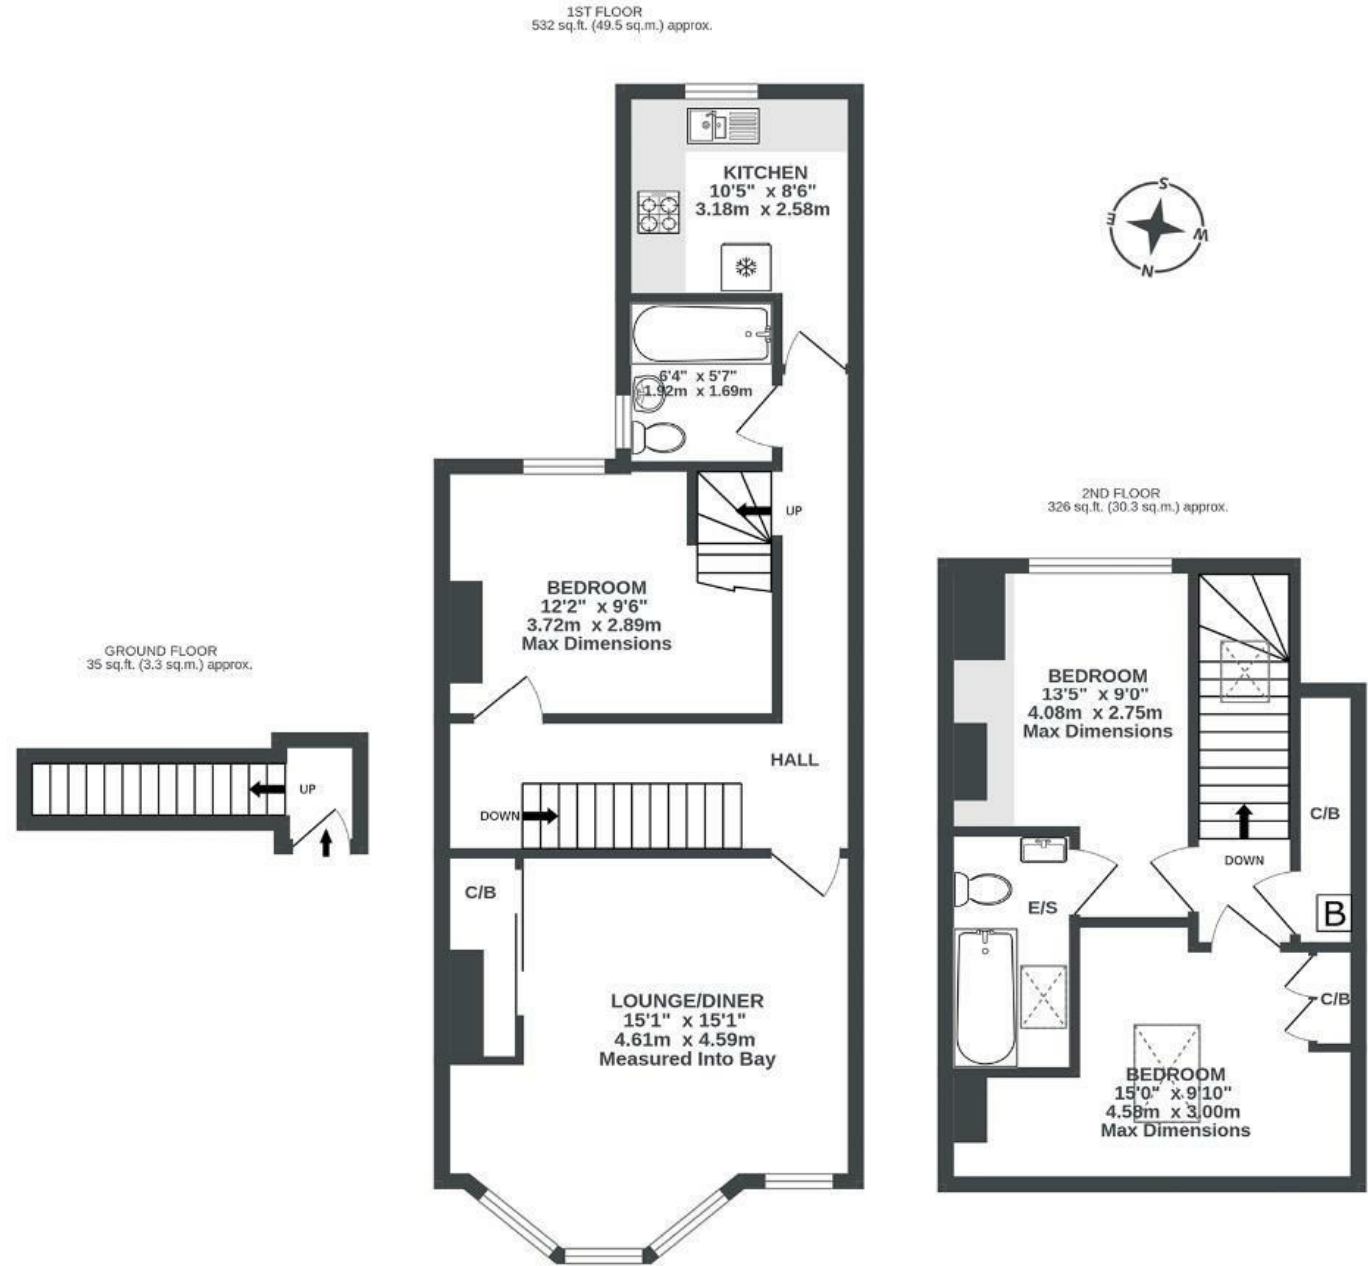 1ST FLOOR
532 sq.ft. (49.5 sq.m.) approx.
KITCHEN
10'5" x 8'6"
3.18m x 2.58m
S
E
W
N
6'4" x 5'7"
1.92m x 1.69m
UP
BEDROOM
12'2" x 9'6"
3.72m x 2.89m
Max Dimensions
HALL
DOWN
C/B
LOUNGE/DINER
15'1" x 15'1"
4.61m x 4.59m
Measured Into Bay
GROUND FLOOR
35 sq.ft. (3.3 sq.m.) approx.
UP
2ND FLOOR
326 sq.ft. (30.3 sq.m.) approx.
BEDROOM
13'5" x 9'0"
4.08m x 2.75m
Max Dimensions
C/B
DOWN
E/S
B
C/B
BEDROOM
15'0" x 9'10"
4.58m x 3.00m
Max Dimensions